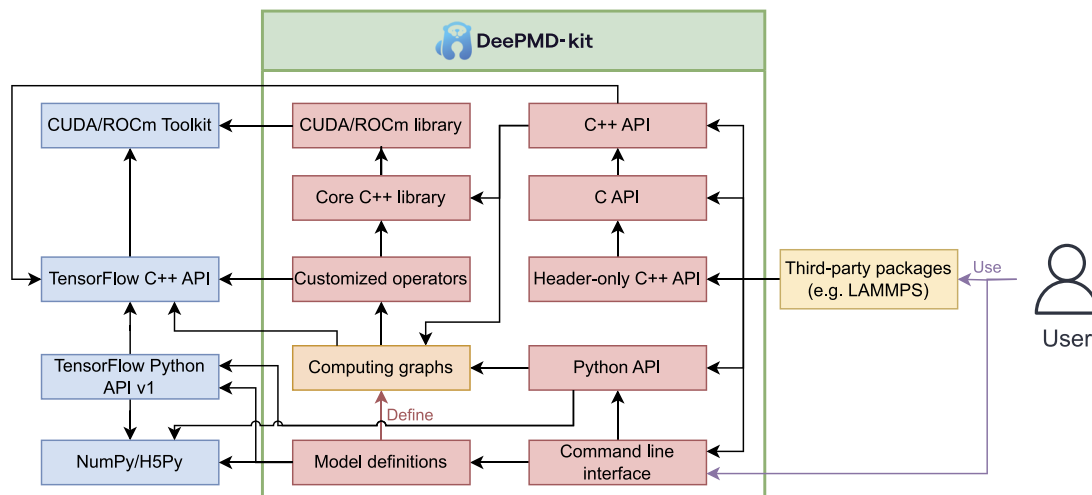 DeePMD-kit
CUDA/ROCm Toolkit
CUDA/ROCm library
C++ API
Core C++ library
C API
TensorFlow C++ API
Customized operators
Header-only C++ API
Third-party packages
(e.g. LAMMPS)
Use
User
TensorFlow Python
API v1
Computing graphs
Python API
Define
NumPy/H5Py
Model definitions
Command line
interface